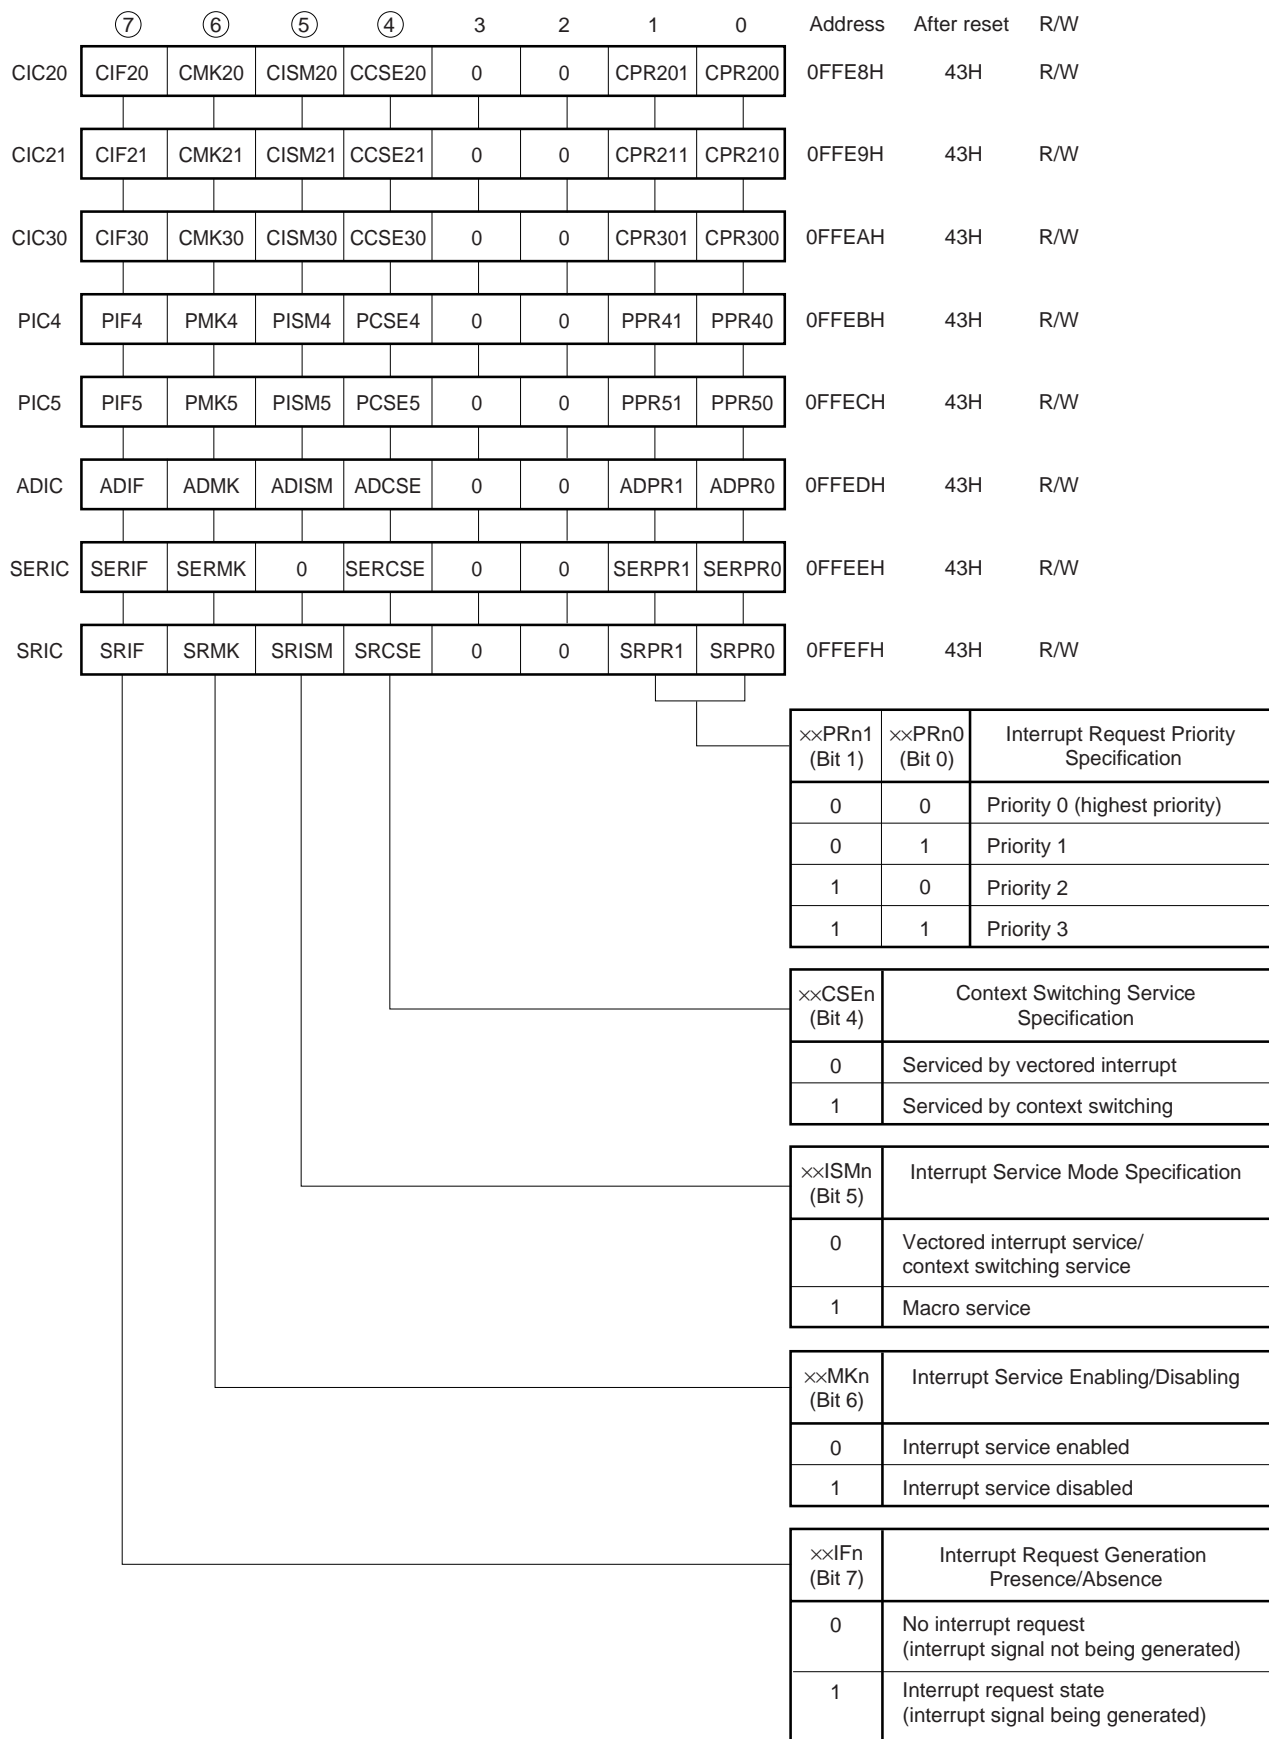 ⑦ ⑥ ⑤ ④ 3 2 1 0 Address After reset R/W
CIC20 CIF20 CMK20 CISM20 CCSE20 0 0 CPR201 CPR200 0FFE8H 43H R/W
CIC21 CIF21 CMK21 CISM21 CCSE21 0 0 CPR211 CPR210 0FFE9H 43H R/W
CIC30 CIF30 CMK30 CISM30 CCSE30 0 0 CPR301 CPR300 0FFEAH 43H R/W
PIC4 PIF4 PMK4 PISM4 PCSE4 0 0 PPR41 PPR40 0FFEBH 43H R/W
PIC5 PIF5 PMK5 PISM5 PCSE5 0 0 PPR51 PPR50 0FFECH 43H R/W
ADIC ADIF ADMK ADISM ADCSE 0 0 ADPR1 ADPR0 0FFEDH 43H R/W
SERIC SERIF SERMK 0 SERCSE 0 0 SERPR1 SERPR0 0FFEEH 43H R/W
SRIC SRIF SRMK SRISM SRCSE 0 0 SRPR1 SRPR0 0FFEFH 43H R/W
××PRn1 ××PRn0 Interrupt Request Priority
(Bit 1) (Bit 0) Specification
0 0 Priority 0 (highest priority)
0 1 Priority 1
1 0 Priority 2
1 1 Priority 3
××CSEn Context Switching Service
(Bit 4) Specification
0 Serviced by vectored interrupt
1 Serviced by context switching
××ISMn Interrupt Service Mode Specification
(Bit 5)
0 Vectored interrupt service/
context switching service
1 Macro service
××MKn Interrupt Service Enabling/Disabling
(Bit 6)
0 Interrupt service enabled
1 Interrupt service disabled
××IFn Interrupt Request Generation
(Bit 7) Presence/Absence
0 No interrupt request
(interrupt signal not being generated)
1 Interrupt request state
(interrupt signal being generated)